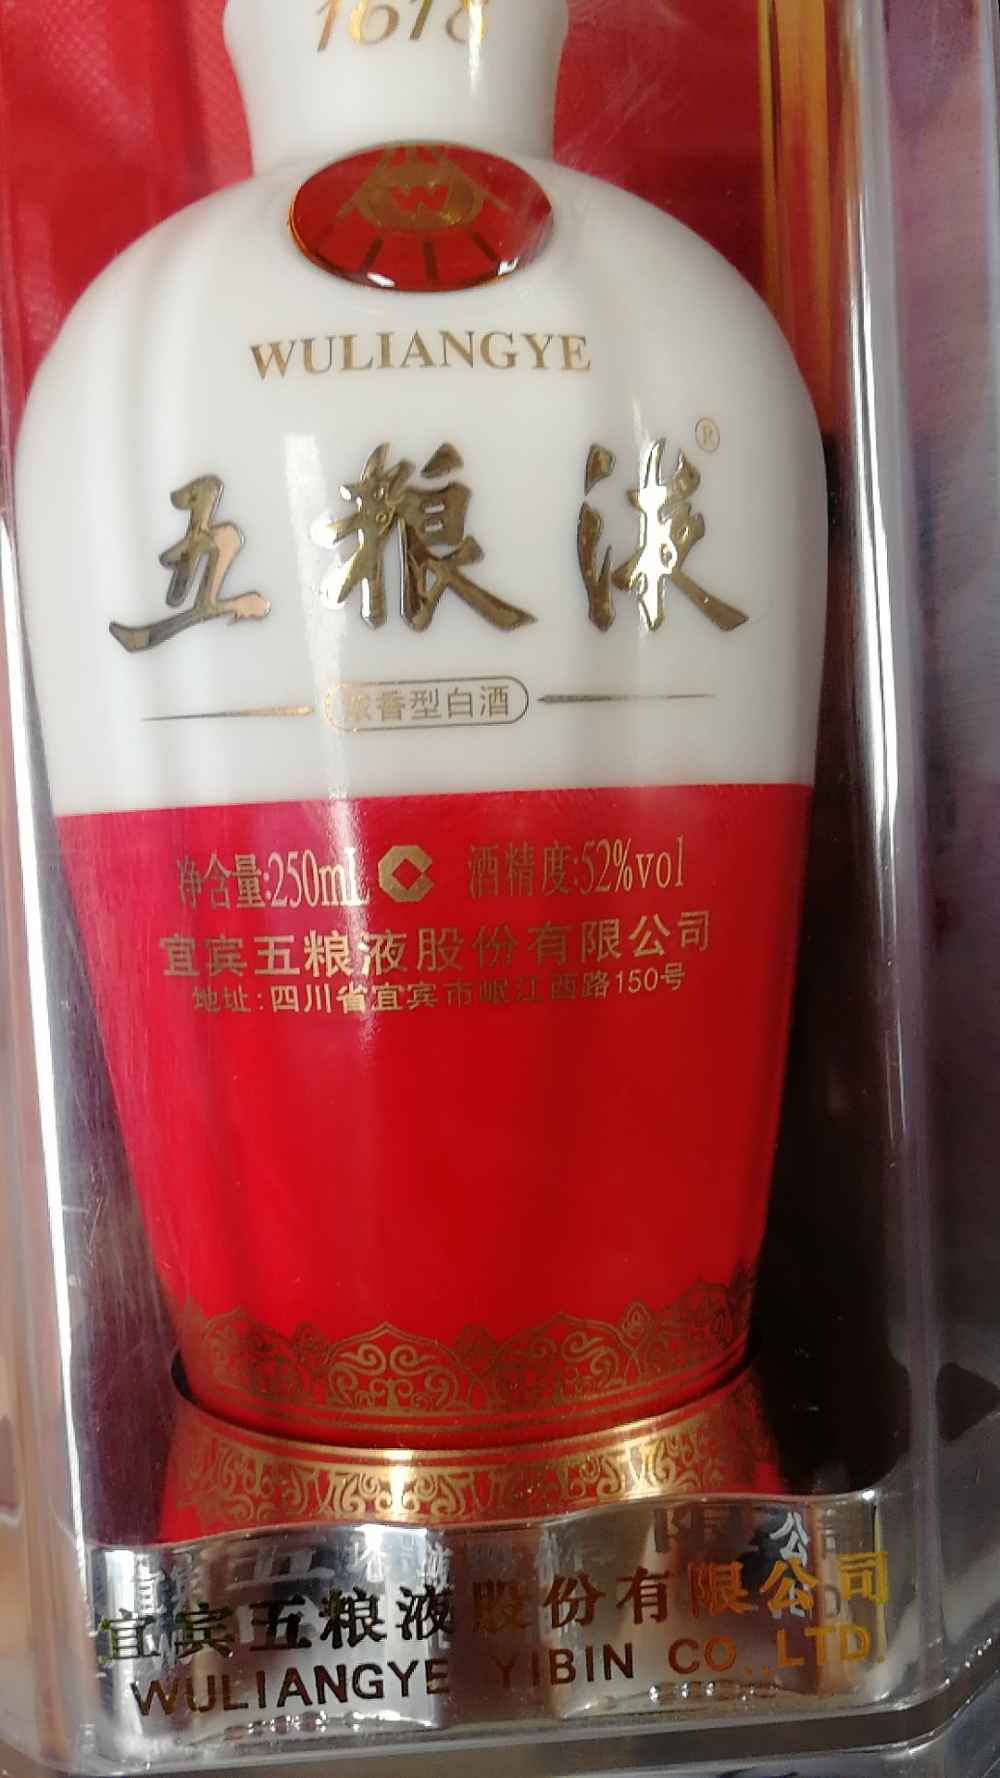 1618
W
WULIANGYE
五粮液®
浓香型白酒
净含量:250mL 酒精度:52%vol
宜宾五粮液股份有限公司
地址:四川省宜宾市岷江西路150号
宜宾五粮液股份有限公司
WULIANGYE YIBIN CO.,LTD.